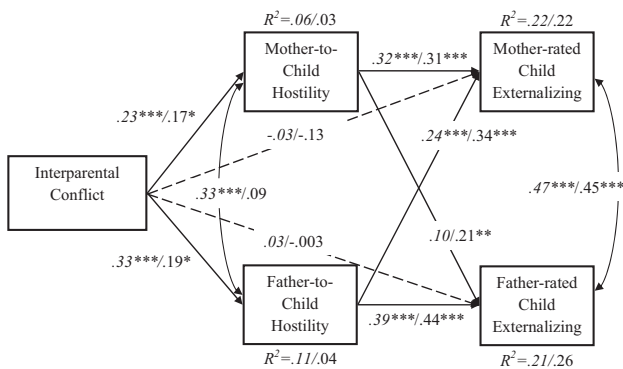 R²=.06/.03
R²=.22/.22
Mother-to-
Child
Hostility
.32***/.31***
Mother-rated
Child
Externalizing
.23***/.17*
-.03/-.13
.24***/.34***
Interparental
Conflict
.33***/.09
.47***/.45***
.03/-.003
.10/.21**
.33***/.19*
Father-to-
Child
Hostility
.39***/.44***
Father-rated
Child
Externalizing
R²=.11/.04
R²=.21/.26